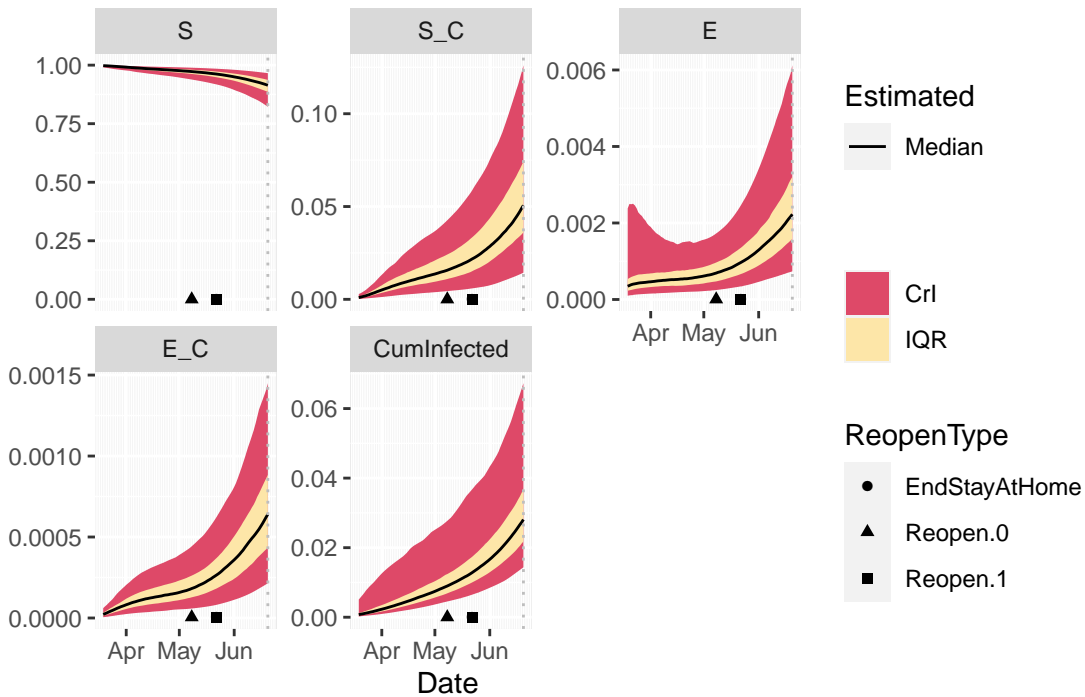 S
S_C
E
1.00
0.75
0.50
0.25
0.00
0.10
0.05
0.00
0.006
0.004
0.002
0.000
Apr May Jun
E_C
CumInfected
0.0015
0.0010
0.0005
0.0000
Apr May Jun
0.06
0.04
0.02
0.00
Apr May Jun
Date
Estimated
Median
CrI
IQR
ReopenType
EndStayAtHome
Reopen.0
Reopen.1